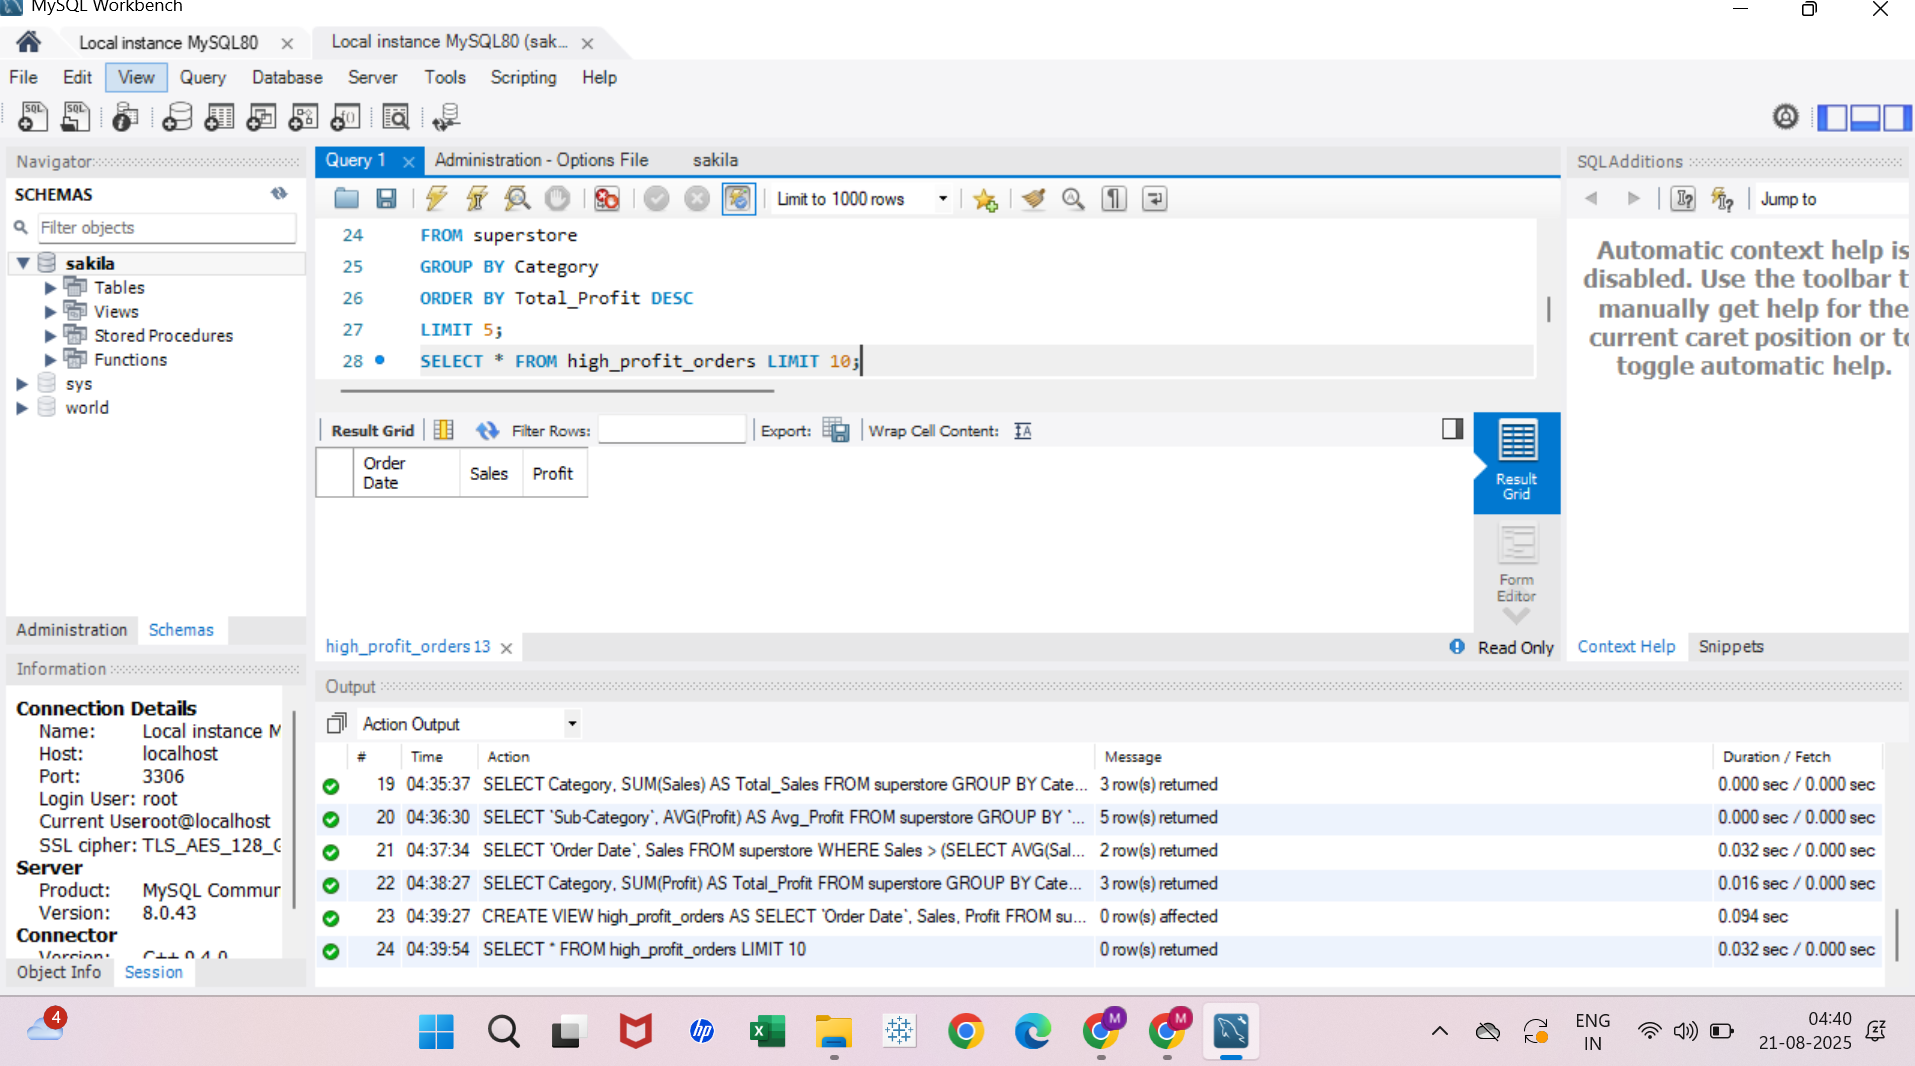 MySQL Workbench
Local instance MySQL80
Local instance MySQL80 (sak...
File Edit View Query Database Server Tools Scripting Help
Navigator
SCHEMAS
Filter objects
sakila
Tables
Views
Stored Procedures
Functions
sys
world
Administration Schemas
Information
Connection Details
Name: Local instance M
Host: localhost
Port: 3306
Login User: root
Current User root@localhost
SSL cipher: TLS_AES_128_G
Server
Product: MySQL Commun
Version: 8.0.43
Connector
Version: C++ 9.4.0
Object Info Session
Query 1 Administration - Options File sakila
Limit to 1000 rows
24 FROM superstore
25 GROUP BY Category
26 ORDER BY Total_Profit DESC
27 LIMIT 5;
28 SELECT * FROM high_profit_orders LIMIT 10;
Result Grid Filter Rows: Export: Wrap Cell Content:
Order Date Sales Profit
Result Grid
Form Editor
high_profit_orders 13
Read Only
SQLAdditions
Jump to
Automatic context help is
disabled. Use the toolbar t
manually get help for the
current caret position or to
toggle automatic help.
Context Help Snippets
Output
Action Output
# Time Action Message Duration / Fetch
19 04:35:37 SELECT Category, SUM(Sales) AS Total_Sales FROM superstore GROUP BY Cate... 3 row(s) returned 0.000 sec / 0.000 sec
20 04:36:30 SELECT `Sub-Category`, AVG(Profit) AS Avg_Profit FROM superstore GROUP BY `... 5 row(s) returned 0.000 sec / 0.000 sec
21 04:37:34 SELECT `Order Date`, Sales FROM superstore WHERE Sales > (SELECT AVG(Sal... 2 row(s) returned 0.032 sec / 0.000 sec
22 04:38:27 SELECT Category, SUM(Profit) AS Total_Profit FROM superstore GROUP BY Cate... 3 row(s) returned 0.016 sec / 0.000 sec
23 04:39:27 CREATE VIEW high_profit_orders AS SELECT `Order Date`, Sales, Profit FROM su... 0 row(s) affected 0.094 sec
24 04:39:54 SELECT * FROM high_profit_orders LIMIT 10 0 row(s) returned 0.032 sec / 0.000 sec
4
ENG
IN
04:40
21-08-2025